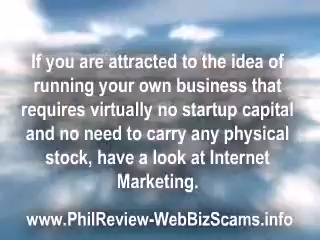 If you are attracted to the idea of
running your own business that
requires virtually no startup capital
and no need to carry any physical
stock, have a look at Internet
Marketing.
www.PhilReview-WebBizScams.info